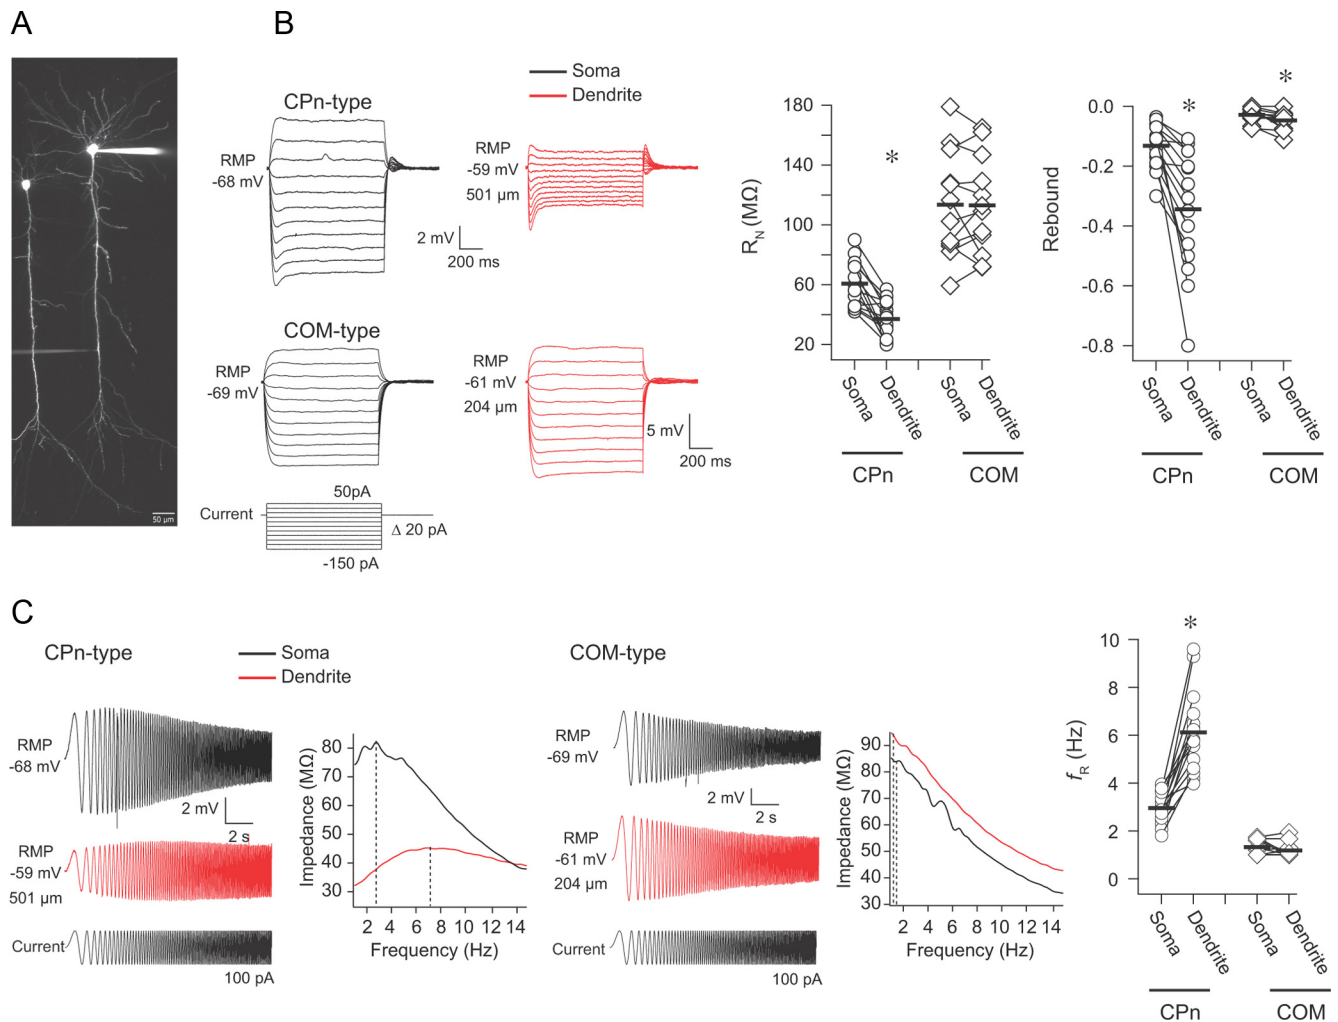 A
B
Soma
Dendrite
CPn-type
RMP
-68 mV
RMP
-59 mV
501 µm
2 mV
200 ms
COM-type
RMP
-69 mV
RMP
-61 mV
204 µm
5 mV
200 ms
50pA
Current
Δ 20 pA
-150 pA
50 µm
180
140
100
60
20
R_N (MΩ)
*
Soma
Dendrite
Soma
Dendrite
CPn
COM
0.0
-0.2
-0.4
-0.6
-0.8
Rebound
*
*
Soma
Dendrite
Soma
Dendrite
CPn
COM
C
CPn-type
Soma
Dendrite
RMP
-68 mV
2 mV
2 s
RMP
-59 mV
501 µm
Current
100 pA
80
70
60
50
40
30
Impedance (MΩ)
2 4 6 8 10 12 14
Frequency (Hz)
COM-type
RMP
-69 mV
2 mV
2 s
RMP
-61 mV
204 µm
Current
100 pA
90
80
70
60
50
40
30
Impedance (MΩ)
2 4 6 8 10 12 14
Frequency (Hz)
10
8
6
4
2
0
f_R (Hz)
*
Soma
Dendrite
Soma
Dendrite
CPn
COM